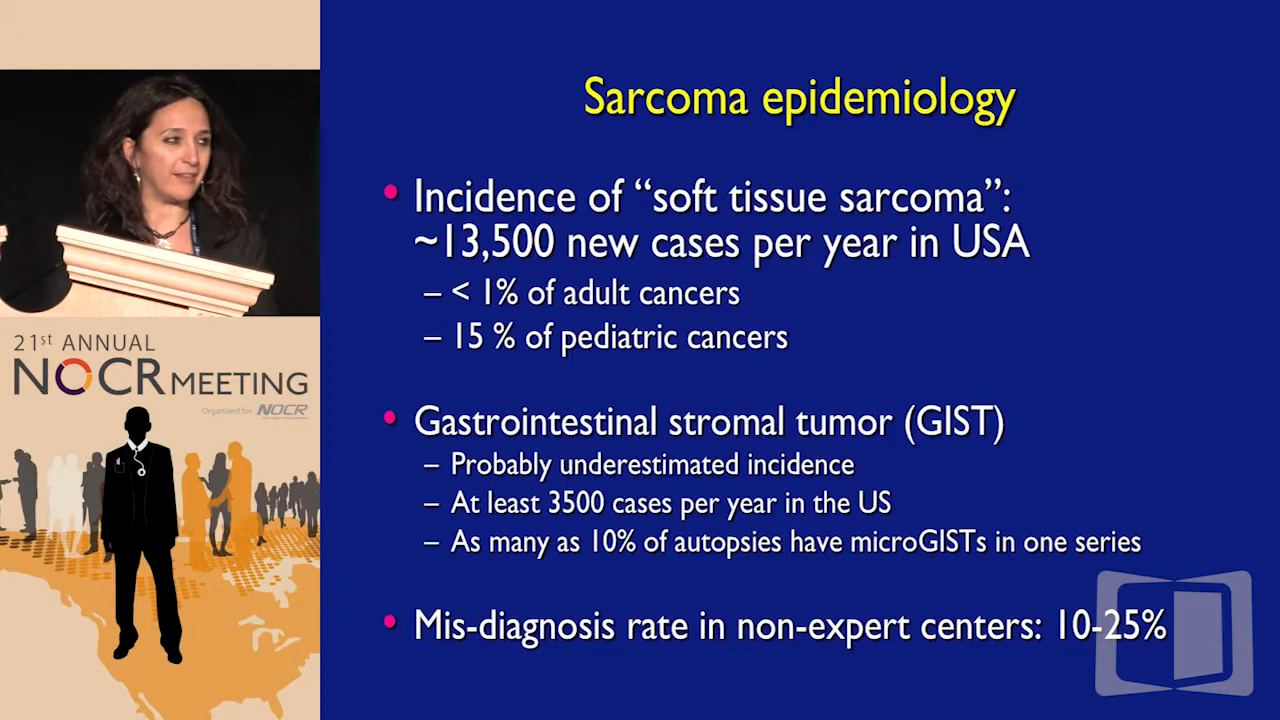 21st ANNUAL
NOCR MEETING
Organized for NOCR
Sarcoma epidemiology
• Incidence of “soft tissue sarcoma”:
~13,500 new cases per year in USA
– < 1% of adult cancers
– 15 % of pediatric cancers
• Gastrointestinal stromal tumor (GIST)
– Probably underestimated incidence
– At least 3500 cases per year in the US
– As many as 10% of autopsies have microGISTs in one series
• Mis-diagnosis rate in non-expert centers: 10-25%